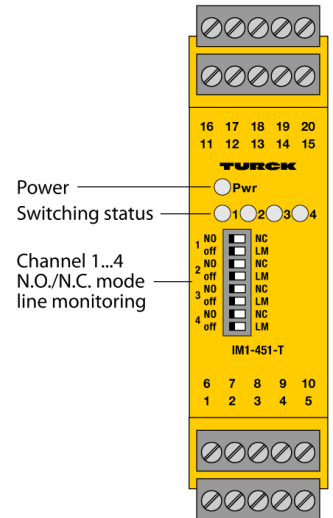 16 17 18 19 20
11 12 13 14 15
TURCK
Power
Pwr
Switching status
1 2 3 4
Channel 1...4
N.O./N.C. mode
line monitoring
1 NO NC
off LM
2 NO NC
off LM
3 NO NC
off LM
4 NO NC
off LM
IM1-451-T
6 7 8 9 10
1 2 3 4 5